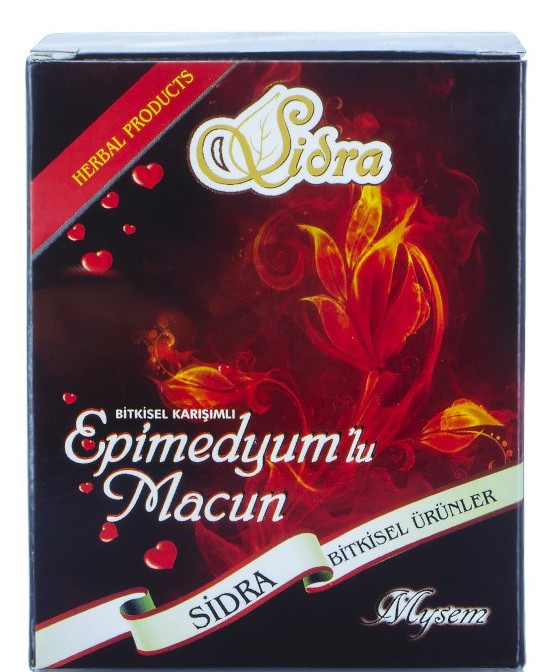 HERBAL PRODUCTS
Sidra
BİTKİSEL KARIŞIMLI
Epimedyum'lu
Macun
SİDRA
BİTKİSEL ÜRÜNLER
Mysem